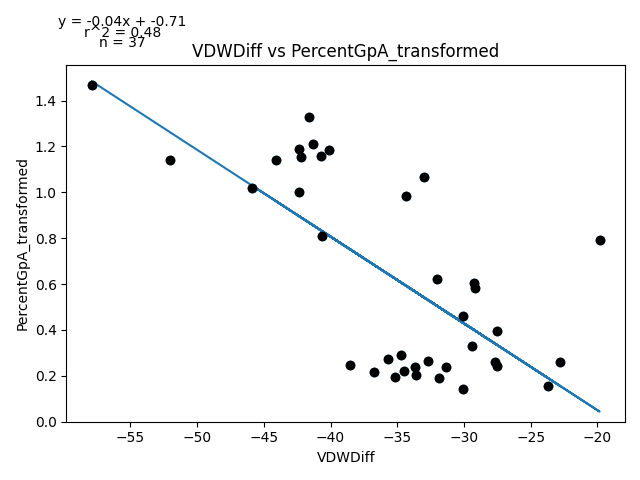 y = -0.04x + -0.71
r^2 = 0.48
n = 37
VDWDiff vs PercentGpA_transformed
1.4
1.2
1.0
0.8
0.6
0.4
0.2
0.0
PercentGpA_transformed
−55 −50 −45 −40 −35 −30 −25 −20
VDWDiff